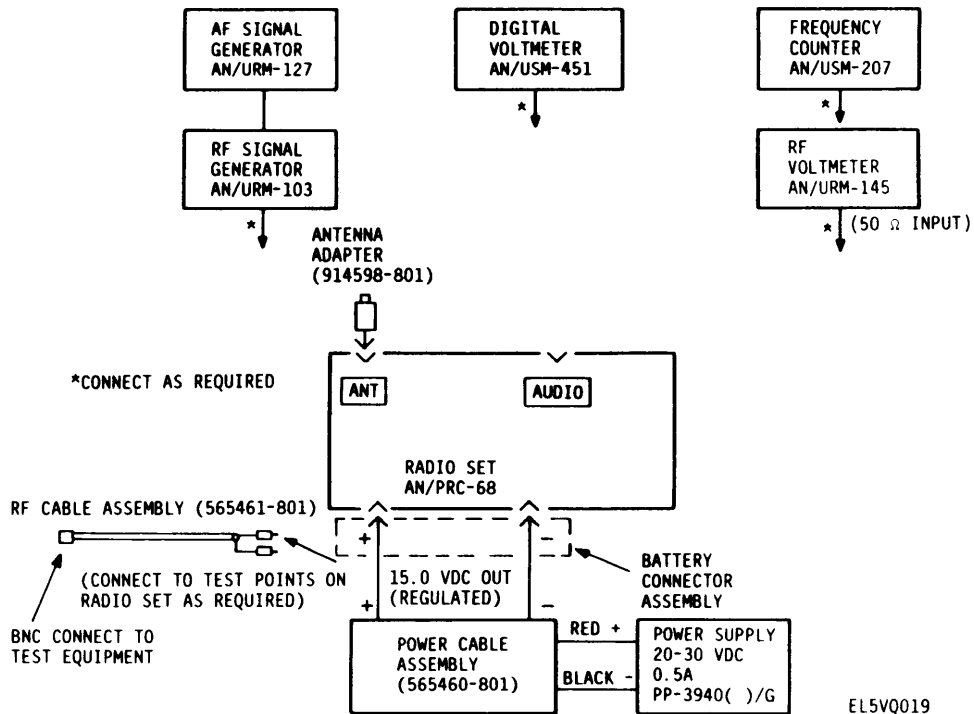 AF SIGNAL
GENERATOR
AN/URM-127
DIGITAL
VOLTMETER
AN/USM-451
FREQUENCY
COUNTER
AN/USM-207
*
*
RF SIGNAL
GENERATOR
AN/URM-103
RF
VOLTMETER
AN/URM-145
*
* (50 Ω INPUT)
ANTENNA
ADAPTER
(914598-801)
*CONNECT AS REQUIRED
ANT
AUDIO
RADIO SET
AN/PRC-68
RF CABLE ASSEMBLY (565461-801)
+
-
(CONNECT TO TEST POINTS ON
RADIO SET AS REQUIRED)
15.0 VDC OUT
(REGULATED)
+
-
BATTERY
CONNECTOR
ASSEMBLY
BNC CONNECT TO
TEST EQUIPMENT
POWER CABLE
ASSEMBLY
(565460-801)
RED +
BLACK -
POWER SUPPLY
20-30 VDC
0.5A
PP-3940( )/G
EL5VQ019